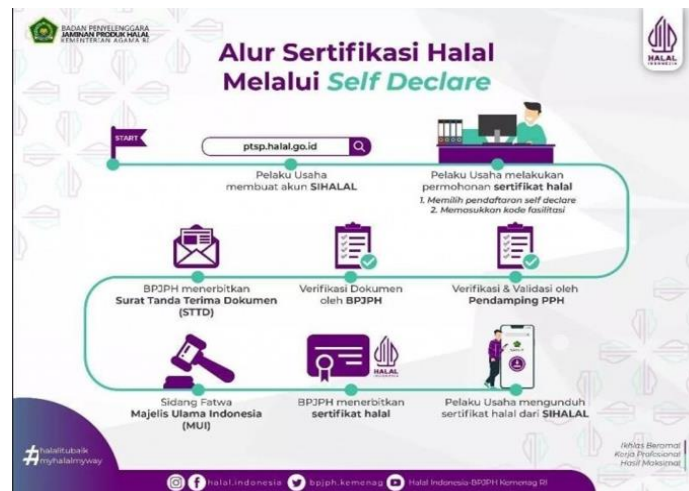 BADAN PENYELENGGARA
JAMINAN PRODUK HALAL
KEMENTERIAN AGAMA RI
HALAL
INDONESIA
Alur Sertifikasi Halal
Melalui Self Declare
START
ptsp.halal.go.id
Pelaku Usaha
membuat akun SIHALAL
Pelaku Usaha melakukan
permohonan sertifikat halal
1. Memilih pendaftaran self declare
2. Memasukkan kode fasilitasi
Verifikasi & Validasi oleh
Pendamping PPH
Verifikasi Dokumen
oleh BPJPH
BPJPH menerbitkan
Surat Tanda Terima Dokumen
(STTD)
Sidang Fatwa
Majelis Ulama Indonesia
(MUI)
HALAL
BPJPH menerbitkan
sertifikat halal
Pelaku Usaha mengunduh
sertifikat halal dari SIHALAL
#halalitubaik
myhalalmyway
Ikhlas Beramal
Kerja Profesional
Hasil Maksimal
halal.indonesia
bpjph.kemenag
Halal Indonesia-BPJPH Kemenag RI